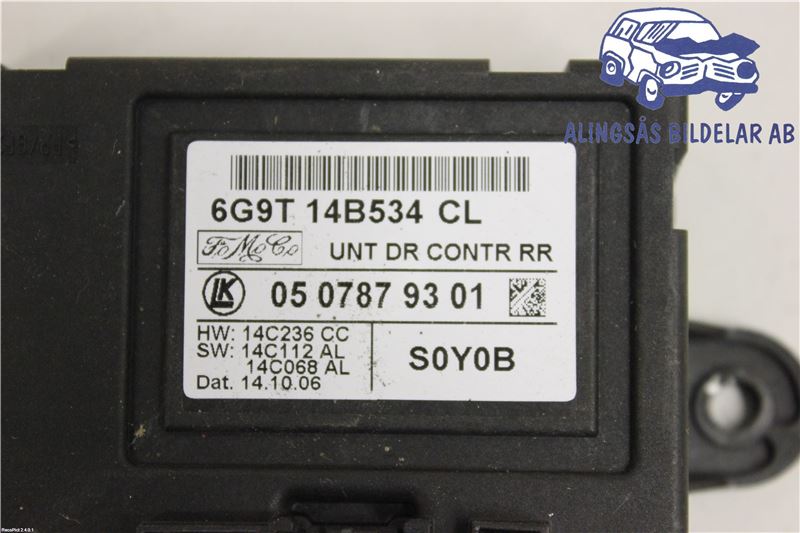 ALINGSÅS BILDELAR AB
6G9T 14B534 CL
FoMoCo
UNT DR CONTR RR
LK
05 0787 93 01
HW: 14C236 CC
SW: 14C112 AL
14C068 AL
Dat. 14.10.06
S0Y0B